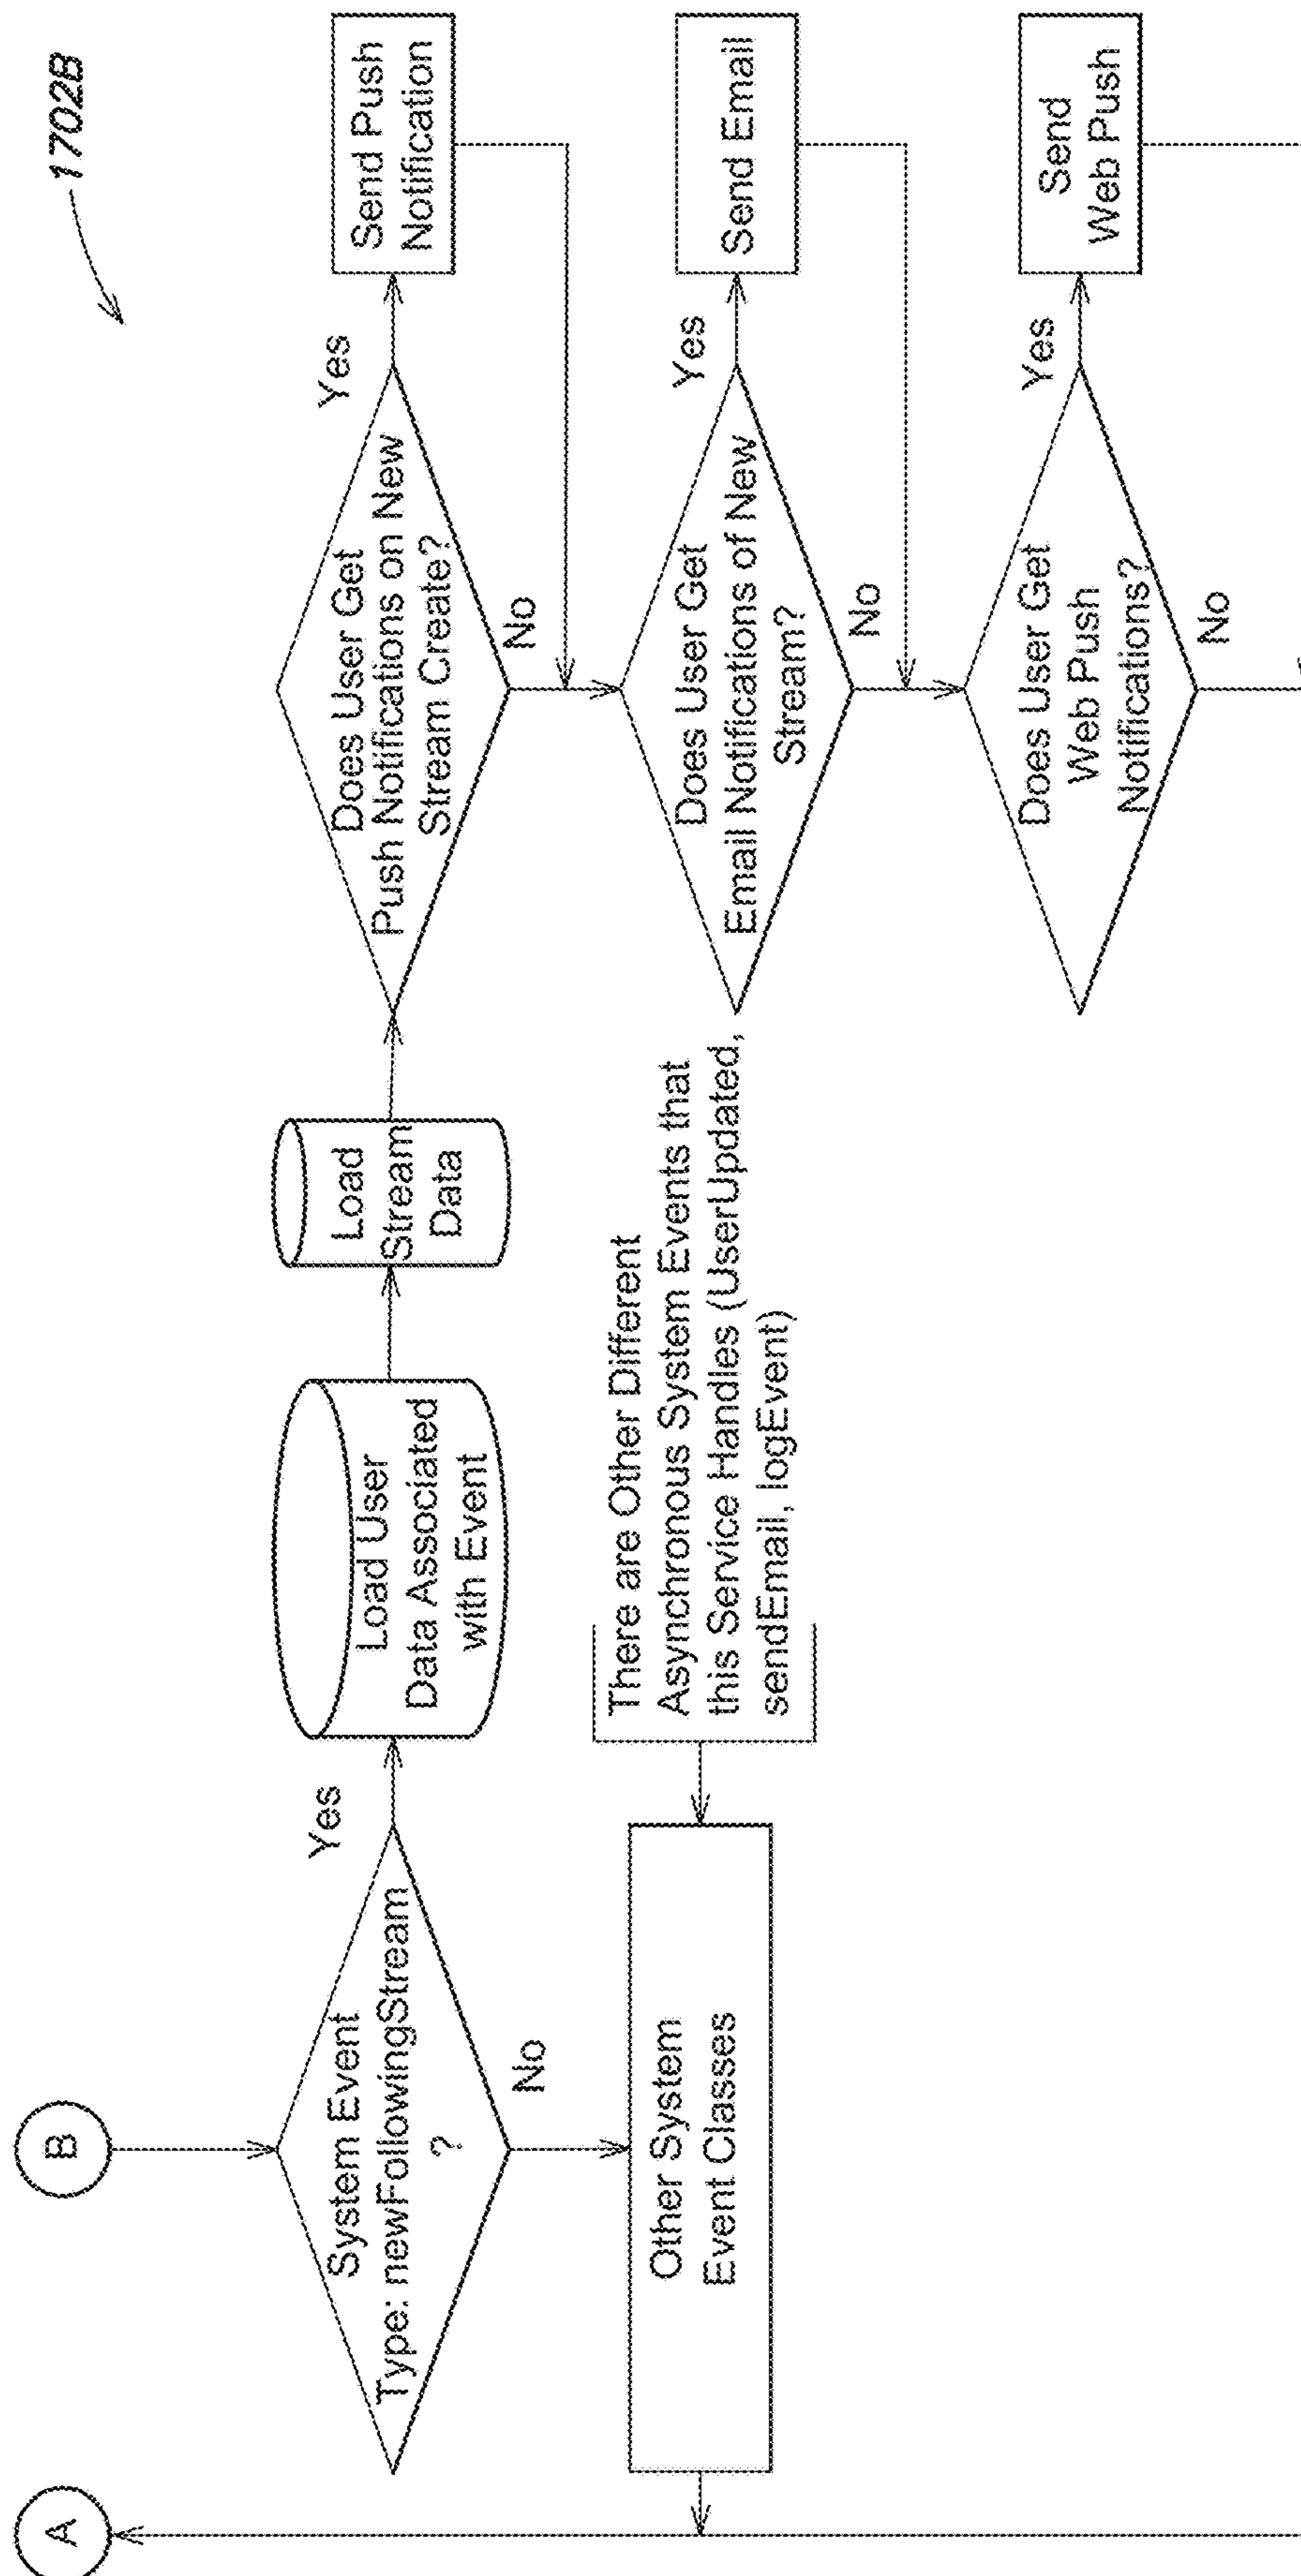 1702B
B
A
System Event
Type: newFollowingStream
?
Yes
No
Load User
Data Associated
with Event
Load
Stream
Data
Does User Get
Push Notifications on New
Stream Create?
Yes
No
Send Push
Notification
Other System
Event Classes
There are Other Different
Asynchronous System Events that
this Service Handles (UserUpdated,
sendEmail, logEvent)
Does User Get
Email Notifications of New
Stream?
Yes
No
Send Email
Does User Get
Web Push
Notifications?
Yes
No
Send
Web Push